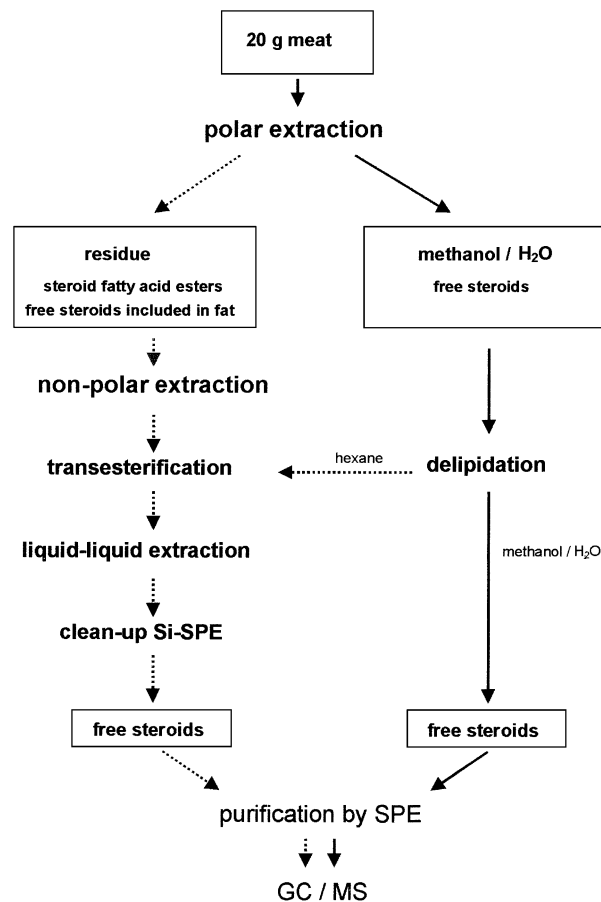 20 g meat
polar extraction
residue
steroid fatty acid esters
free steroids included in fat
methanol / H₂O
free steroids
non-polar extraction
transesterification
hexane
delipidation
liquid-liquid extraction
methanol / H₂O
clean-up Si-SPE
free steroids
free steroids
purification by SPE
GC / MS